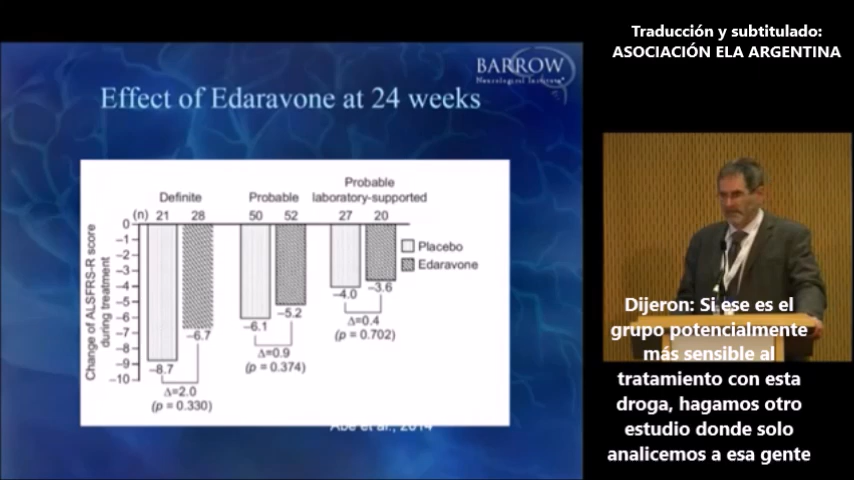 Traducción y subtitulado:
ASOCIACIÓN ELA ARGENTINA
BARROW
Neurological Institute®
Effect of Edaravone at 24 weeks
Definite
Probable
Probable
laboratory-supported
(n) 21 28 50 52 27 20
Change of ALSFRS-R score
during treatment
0
-1
-2
-3
-4
-5
-6
-7
-8
-9
-10
Placebo
Edaravone
-8.7
-6.7
Δ=2.0
(p = 0.330)
-6.1
-5.2
Δ=0.9
(p = 0.374)
-4.0
-3.6
Δ=0.4
(p = 0.702)
Abe et al., 2014
Dijeron: Si ese es el
grupo potencialmente
más sensible al
tratamiento con esta
droga, hagamos otro
estudio donde solo
analicemos a esa gente